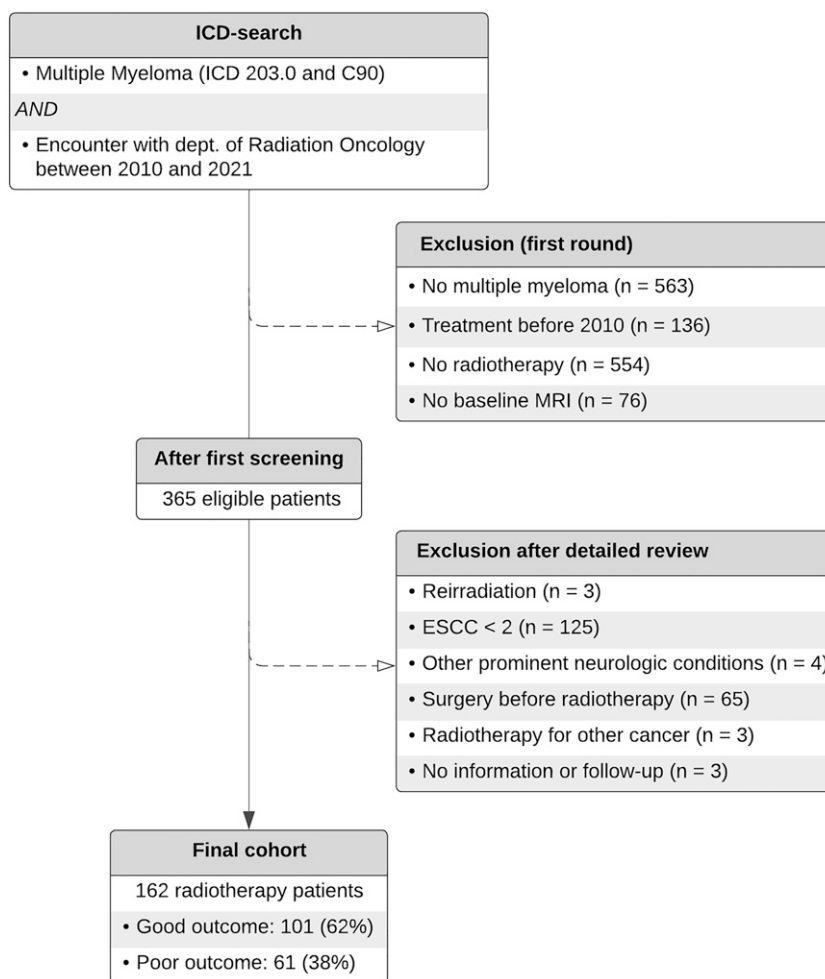 ICD-search
• Multiple Myeloma (ICD 203.0 and C90)
AND
• Encounter with dept. of Radiation Oncology
between 2010 and 2021
Exclusion (first round)
• No multiple myeloma (n = 563)
• Treatment before 2010 (n = 136)
• No radiotherapy (n = 554)
• No baseline MRI (n = 76)
After first screening
365 eligible patients
Exclusion after detailed review
• Reirradiation (n = 3)
• ESCC < 2 (n = 125)
• Other prominent neurologic conditions (n = 4)
• Surgery before radiotherapy (n = 65)
• Radiotherapy for other cancer (n = 3)
• No information or follow-up (n = 3)
Final cohort
162 radiotherapy patients
• Good outcome: 101 (62%)
• Poor outcome: 61 (38%)